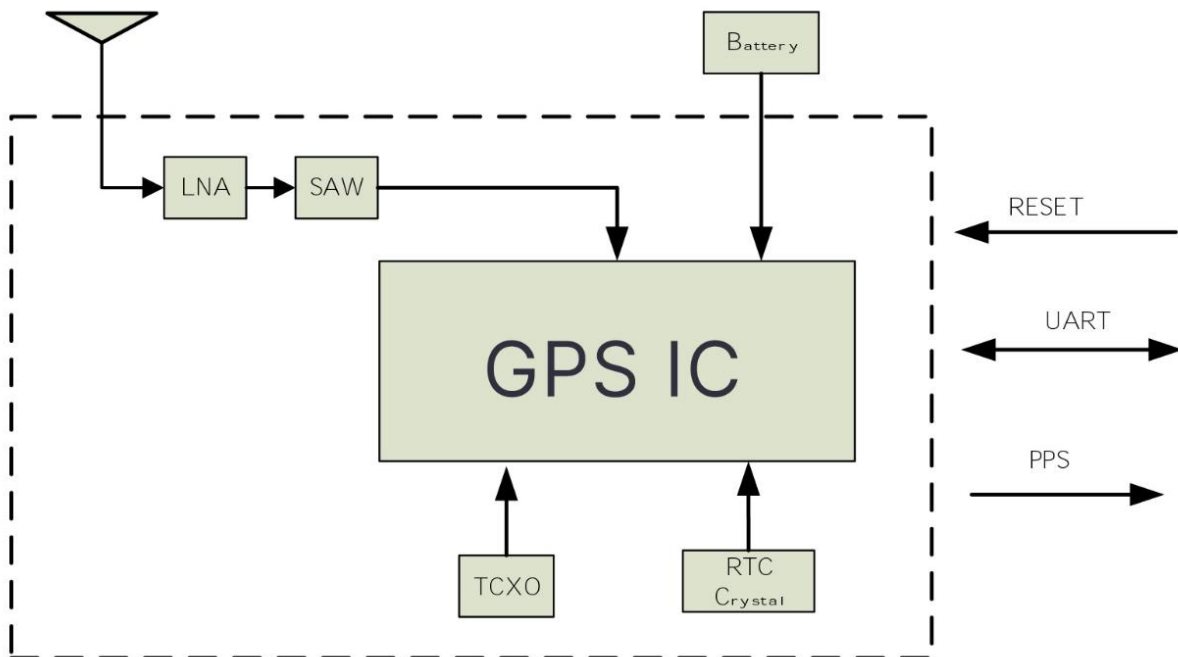 Battery
LNA
SAW
RESET
UART
GPS IC
PPS
TCXO
RTC
Crystal